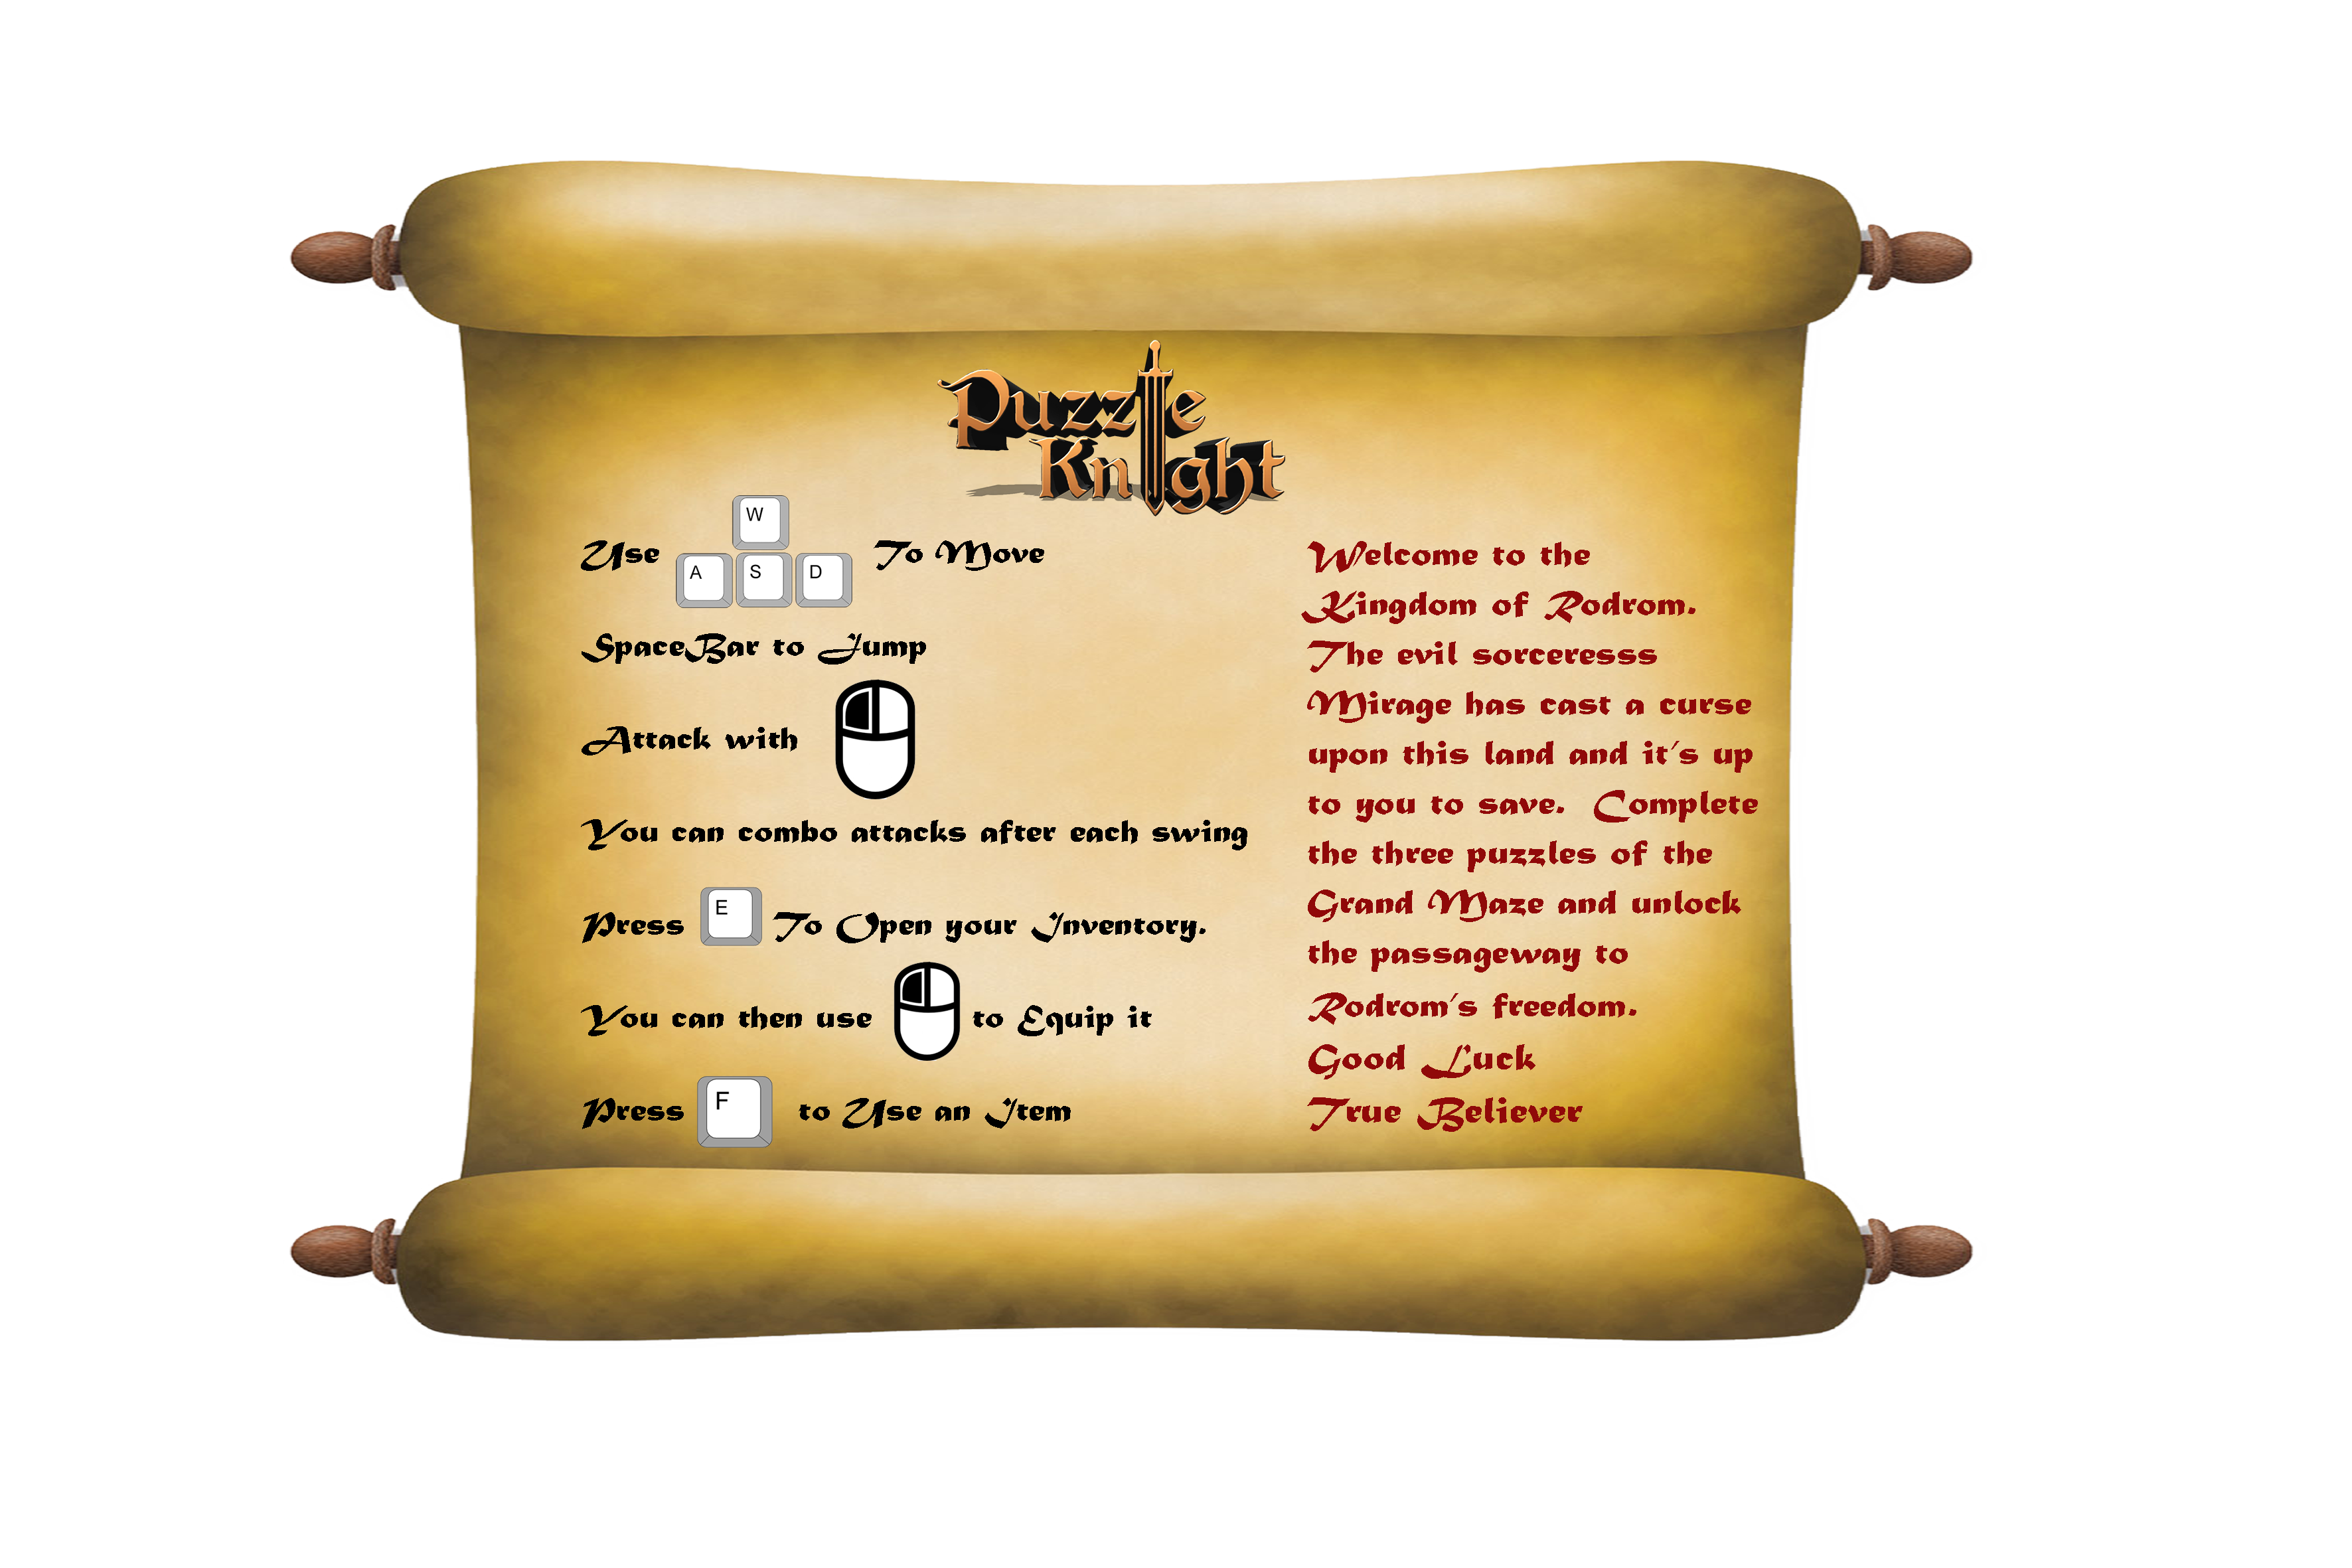 Puzzle
Knight
W
Use A S D To Move
SpaceBar to Jump
Attack with
You can combo attacks after each swing
Press E To Open your Inventory.
You can then use to Equip it
Press F to Use an Item
Welcome to the
Kingdom of Rodrom.
The evil sorceresss
Mirage has cast a curse
upon this land and it's up
to you to save. Complete
the three puzzles of the
Grand Maze and unlock
the passageway to
Rodrom's freedom.
Good Luck
True Believer